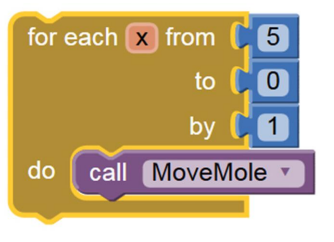 for each x from 5
to 0
by 1
do call MoveMole